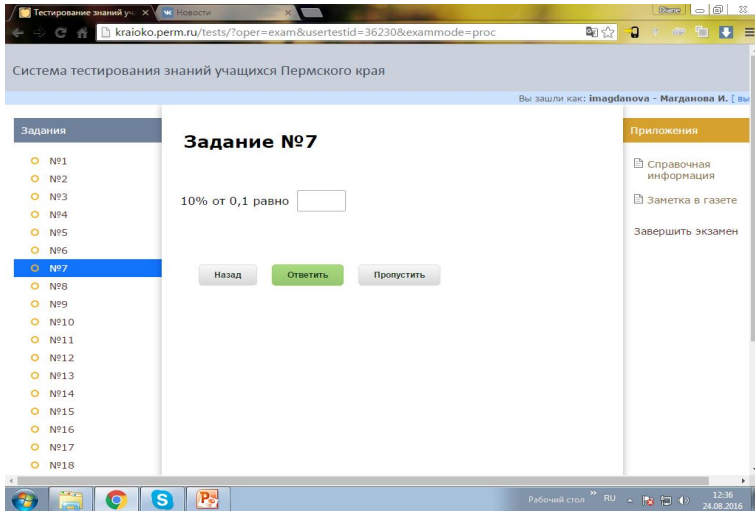 Тестирование знаний уч
Новости
Diane
kraioko.perm.ru/tests/?oper=exam&usertestid=36230&exammode=proc
Система тестирования знаний учащихся Пермского края
Вы зашли как: imagdanova - Магданова И. [ вы
Задания
№1
№2
№3
№4
№5
№6
№7
№8
№9
№10
№11
№12
№13
№14
№15
№16
№17
№18
Задание №7
10% от 0,1 равно
Назад Ответить Пропустить
Приложения
Справочная
информация
Заметка в газете
Завершить экзамен
Рабочий стол » RU 12:36
24.08.2016